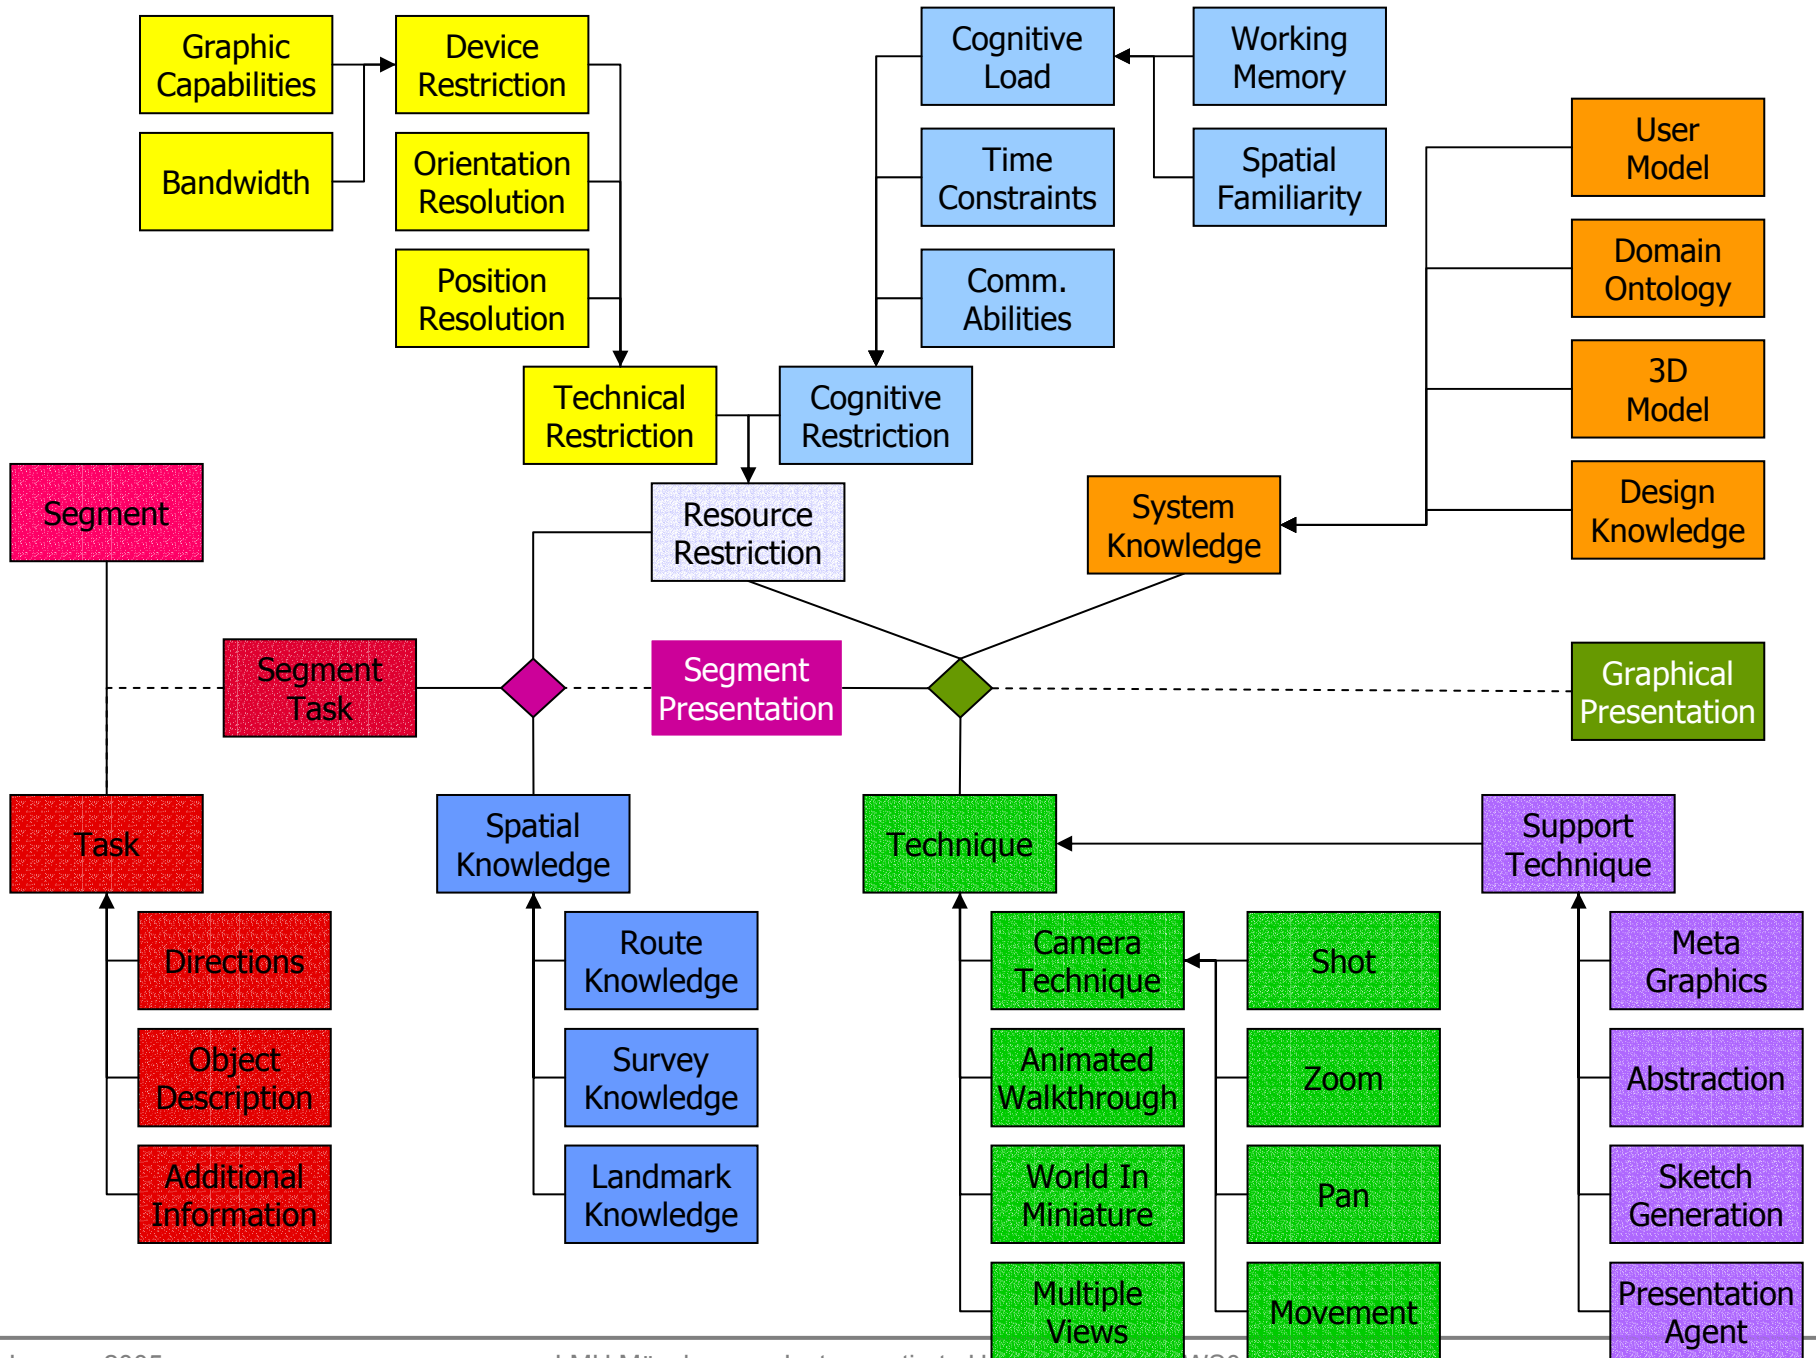 Graphic
Capabilities
Device
Restriction
Cognitive
Load
Working
Memory
User
Model
Bandwidth
Orientation
Resolution
Time
Constraints
Spatial
Familiarity
Domain
Ontology
Position
Resolution
Comm.
Abilities
3D
Model
Technical
Restriction
Cognitive
Restriction
Design
Knowledge
Segment
Resource
Restriction
System
Knowledge
Segment
Task
Segment
Presentation
Graphical
Presentation
Task
Spatial
Knowledge
Technique
Support
Technique
Directions
Route
Knowledge
Camera
Technique
Shot
Meta
Graphics
Object
Description
Survey
Knowledge
Animated
Walkthrough
Zoom
Abstraction
Additional
Information
Landmark
Knowledge
World In
Miniature
Pan
Sketch
Generation
Multiple
Views
Movement
Presentation
Agent